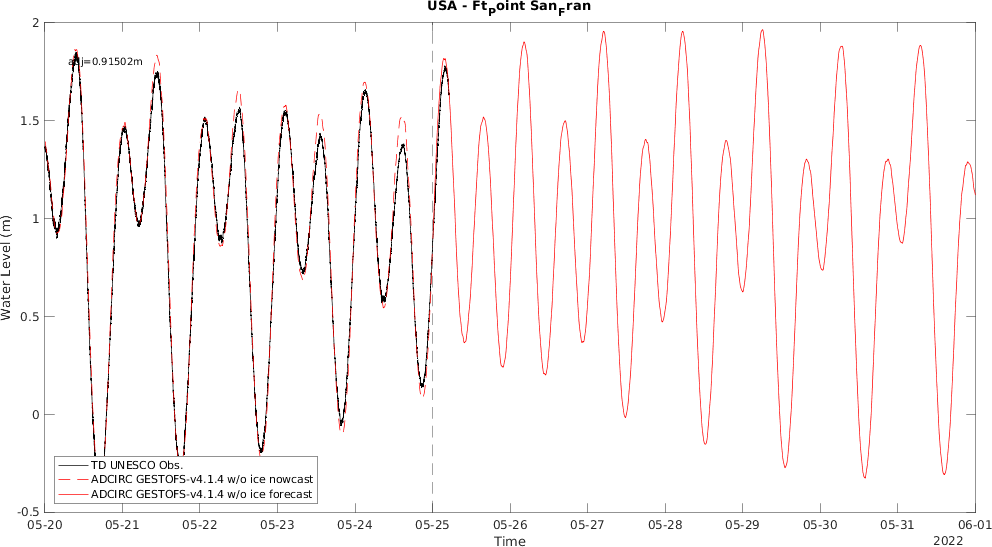 USA - Ft_Point San_Fran
2
adj=0.91502m
1.5
1
Water Level (m)
0.5
0
TD UNESCO Obs.
ADCIRC GESTOFS-v4.1.4 w/o ice nowcast
ADCIRC GESTOFS-v4.1.4 w/o ice forecast
-0.5
05-20 05-21 05-22 05-23 05-24 05-25 05-26 05-27 05-28 05-29 05-30 05-31 06-01
Time
2022